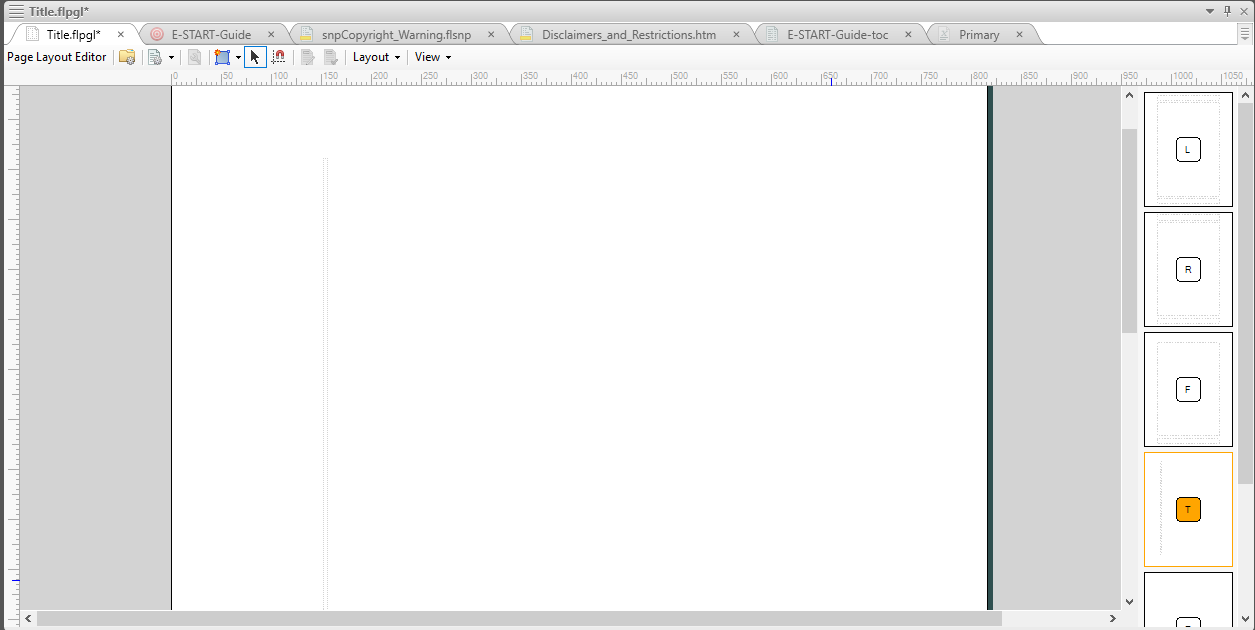 Title.flpgl*
Title.flpgl* E-START-Guide snpCopyright_Warning.flsnp Disclaimers_and_Restrictions.htm E-START-Guide-toc Primary
Page Layout Editor Layout View
0 50 100 150 200 250 300 350 400 450 500 550 600 650 700 750 800 850 900 950 1000 1050
L
R
F
T